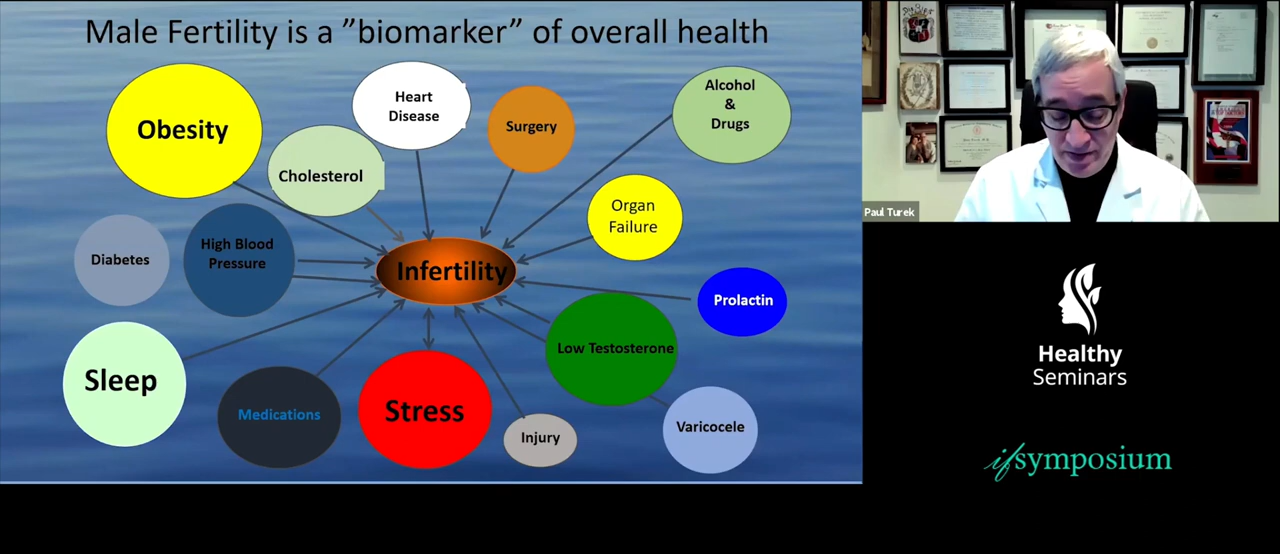 Male Fertility is a ”biomarker” of overall health
Obesity
Cholesterol
Heart
Disease
Surgery
Alcohol
&
Drugs
Organ
Failure
Diabetes
High Blood
Pressure
Infertility
Prolactin
Low Testosterone
Sleep
Medications
Stress
Injury
Varicocele
Paul Turek
Healthy
Seminars
ifsymposium